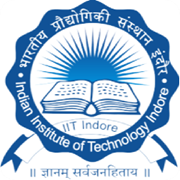 भारतीय प्रौद्योगिकी संस्थान इंदौर
Indian Institute of Technology Indore
IIT Indore
॥ ज्ञानम् सर्वजनहिताय ॥